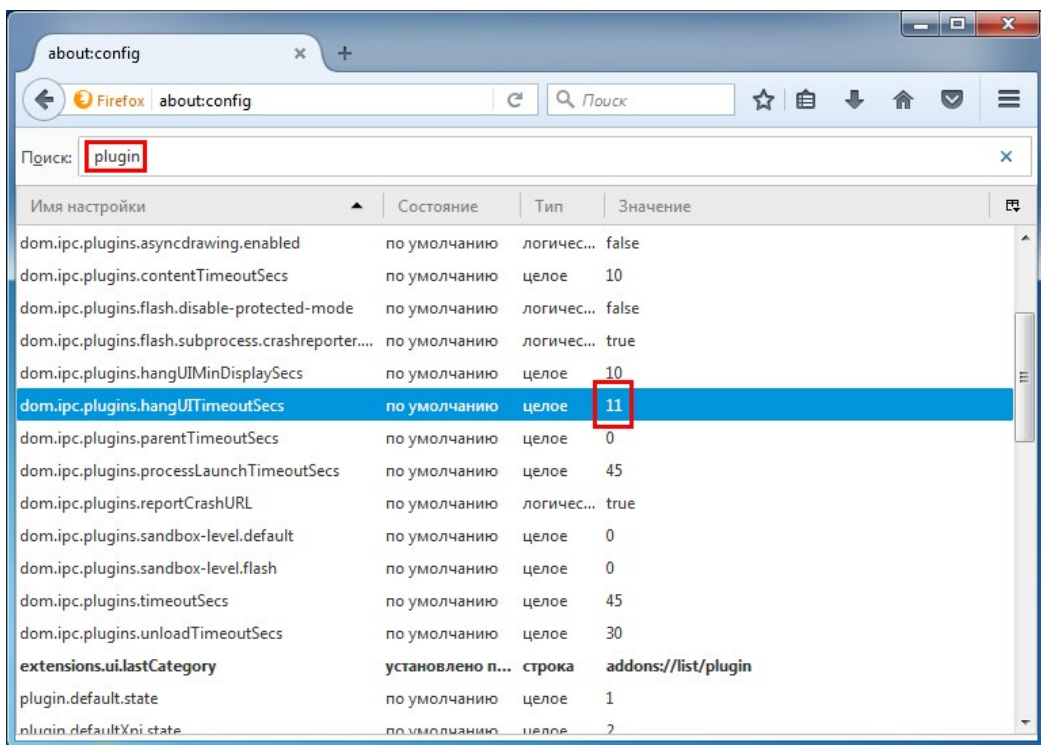 about:config
Firefox about:config Поиск
Поиск: plugin
Имя настройки Состояние Тип Значение
dom.ipc.plugins.asyncdrawing.enabled по умолчанию логичес... false
dom.ipc.plugins.contentTimeoutSecs по умолчанию целое 10
dom.ipc.plugins.flash.disable-protected-mode по умолчанию логичес... false
dom.ipc.plugins.flash.subprocess.crashreporter.... по умолчанию логичес... true
dom.ipc.plugins.hangUIMinDisplaySecs по умолчанию целое 10
dom.ipc.plugins.hangUITimeoutSecs по умолчанию целое 11
dom.ipc.plugins.parentTimeoutSecs по умолчанию целое 0
dom.ipc.plugins.processLaunchTimeoutSecs по умолчанию целое 45
dom.ipc.plugins.reportCrashURL по умолчанию логичес... true
dom.ipc.plugins.sandbox-level.default по умолчанию целое 0
dom.ipc.plugins.sandbox-level.flash по умолчанию целое 0
dom.ipc.plugins.timeoutSecs по умолчанию целое 45
dom.ipc.plugins.unloadTimeoutSecs по умолчанию целое 30
extensions.ui.lastCategory установлено п... строка addons://list/plugin
plugin.default.state по умолчанию целое 1
plugin.defaultXpi.state по умолчанию целое 2